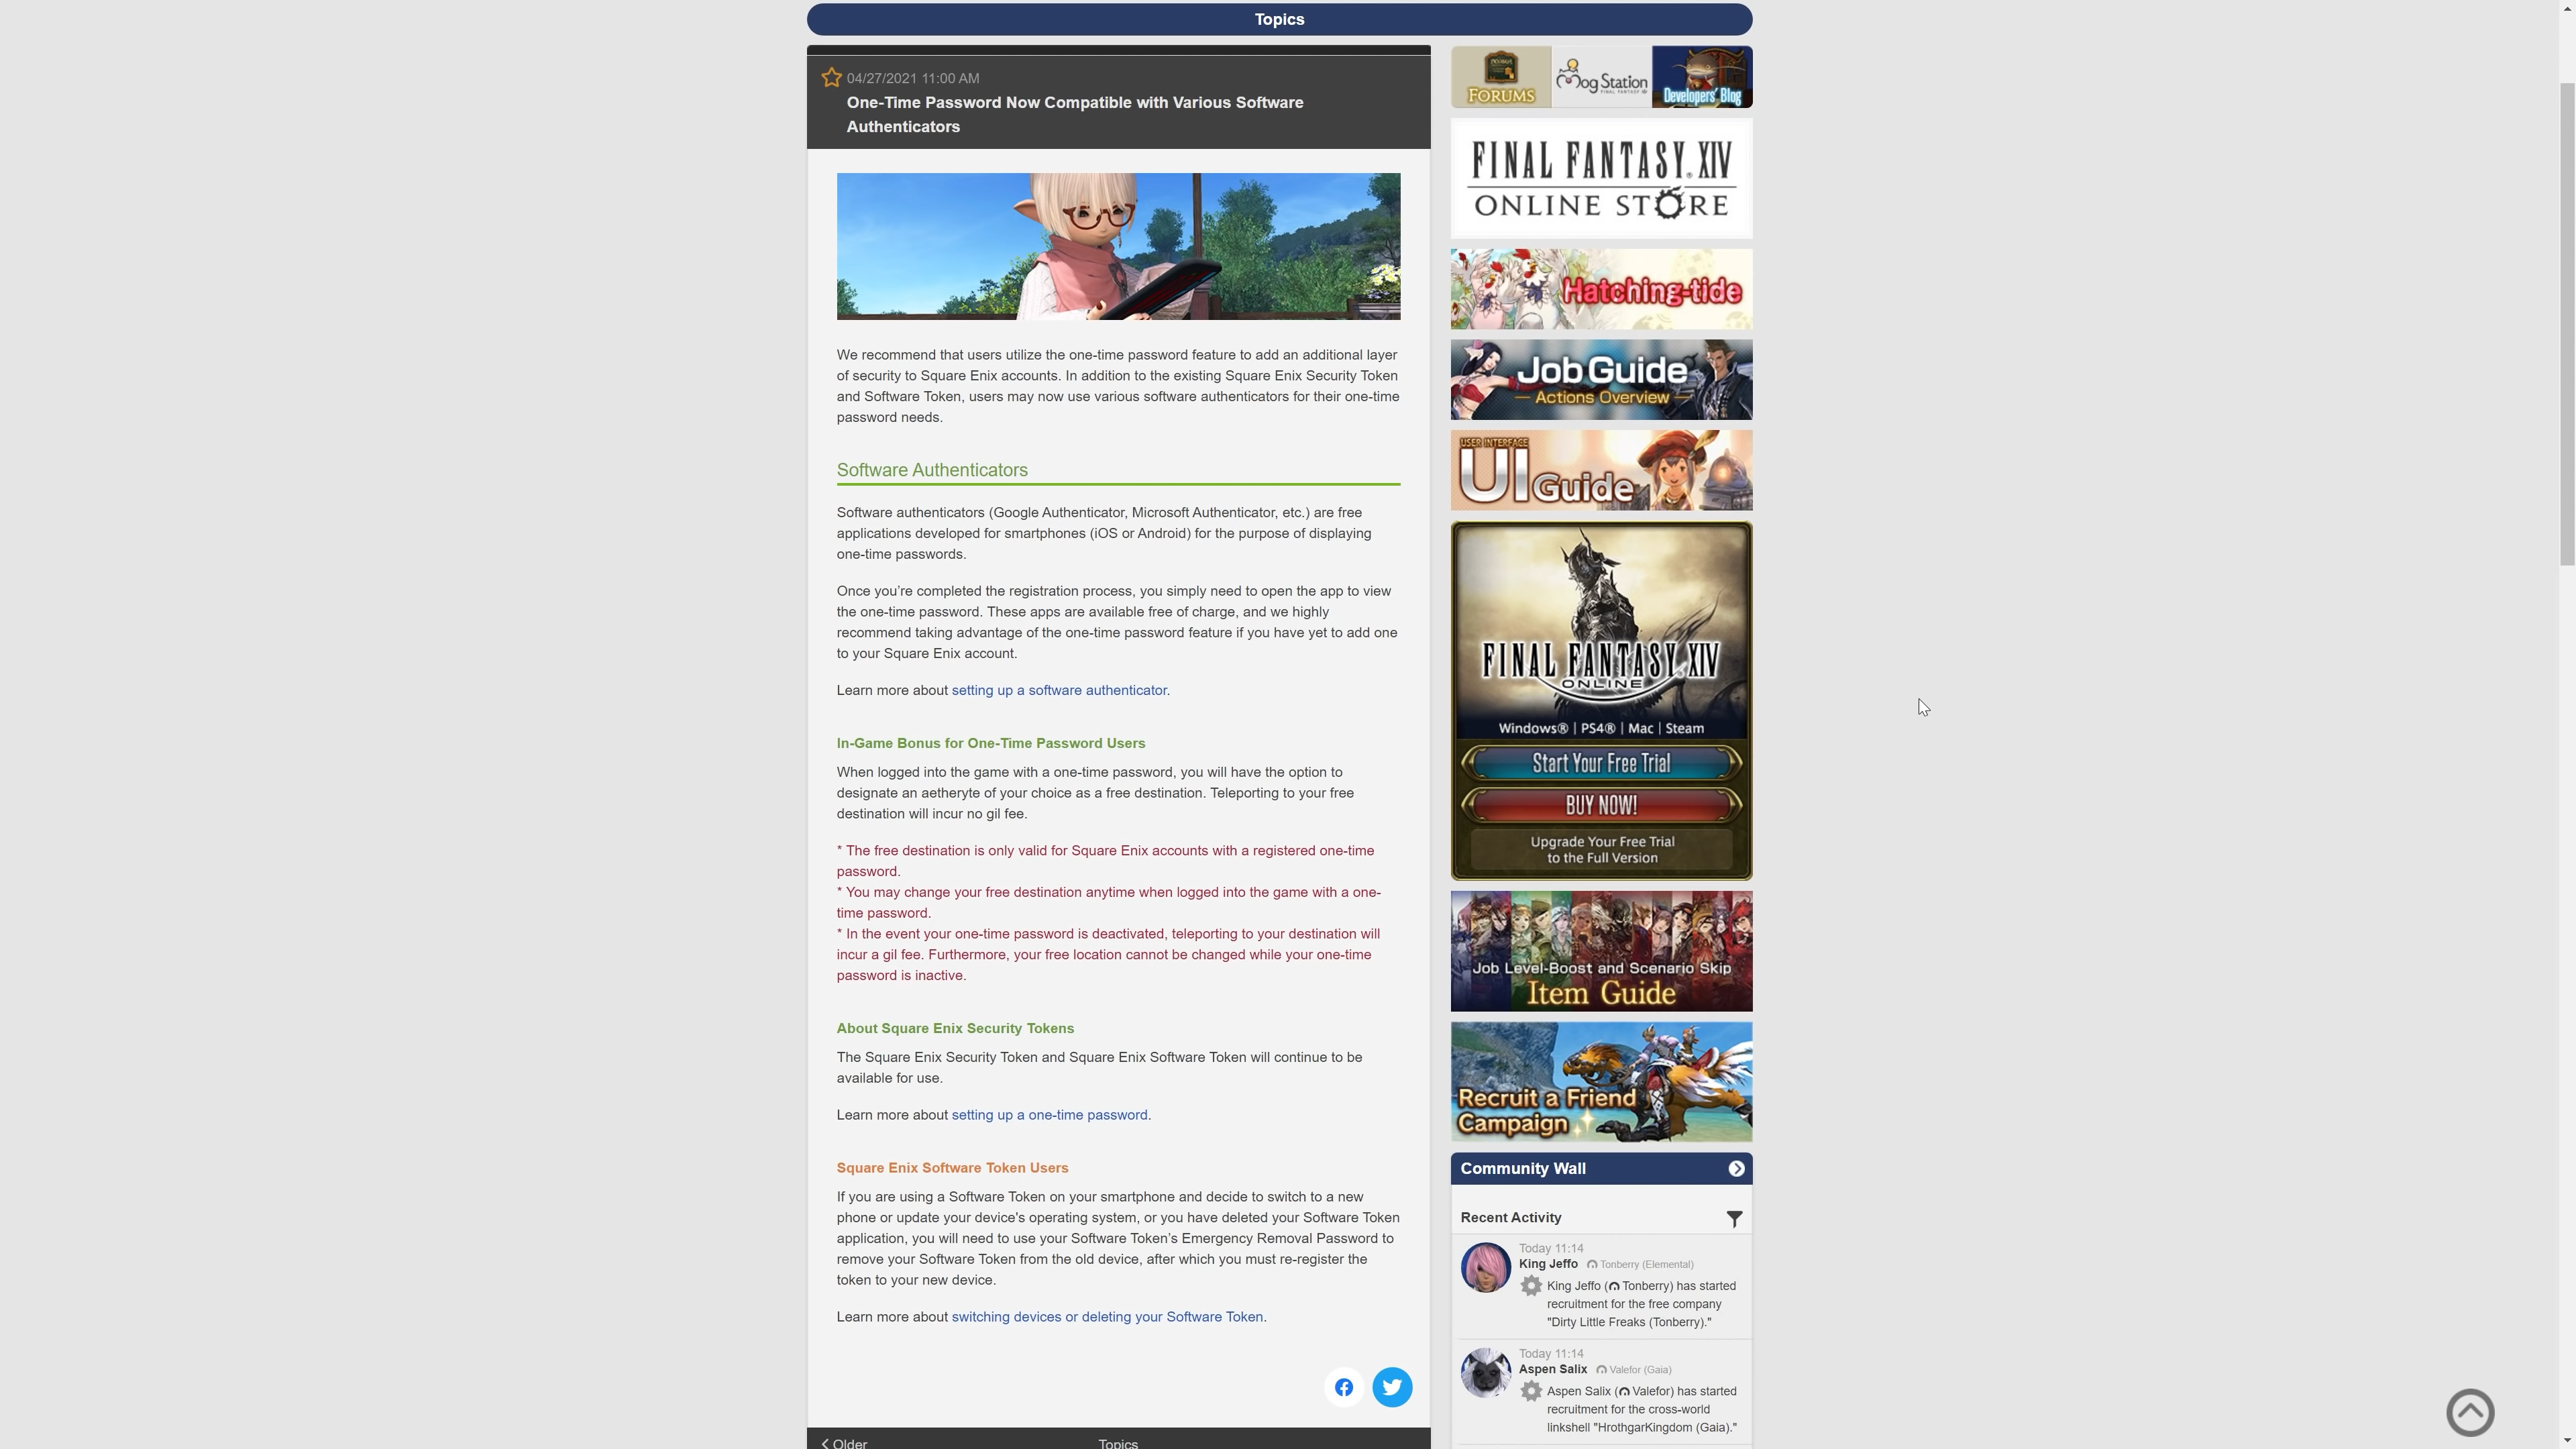 Topics
04/27/2021 11:00 AM
One-Time Password Now Compatible with Various Software
Authenticators
We recommend that users utilize the one-time password feature to add an additional layer
of security to Square Enix accounts. In addition to the existing Square Enix Security Token
and Software Token, users may now use various software authenticators for their one-time
password needs.
Software Authenticators
Software authenticators (Google Authenticator, Microsoft Authenticator, etc.) are free
applications developed for smartphones (iOS or Android) for the purpose of displaying
one-time passwords.
Once you’re completed the registration process, you simply need to open the app to view
the one-time password. These apps are available free of charge, and we highly
recommend taking advantage of the one-time password feature if you have yet to add one
to your Square Enix account.
Learn more about setting up a software authenticator.
In-Game Bonus for One-Time Password Users
When logged into the game with a one-time password, you will have the option to
designate an aetheryte of your choice as a free destination. Teleporting to your free
destination will incur no gil fee.
* The free destination is only valid for Square Enix accounts with a registered one-time
password.
* You may change your free destination anytime when logged into the game with a one-
time password.
* In the event your one-time password is deactivated, teleporting to your destination will
incur a gil fee. Furthermore, your free location cannot be changed while your one-time
password is inactive.
About Square Enix Security Tokens
The Square Enix Security Token and Square Enix Software Token will continue to be
available for use.
Learn more about setting up a one-time password.
Square Enix Software Token Users
If you are using a Software Token on your smartphone and decide to switch to a new
phone or update your device's operating system, or you have deleted your Software Token
application, you will need to use your Software Token’s Emergency Removal Password to
remove your Software Token from the old device, after which you must re-register the
token to your new device.
Learn more about switching devices or deleting your Software Token.
Older
Topics
FORUMS
Mog Station
FINAL FANTASY XIV
Developers' Blog
FINAL FANTASY® XIV
ONLINE STORE
Hatching-tide
Job Guide
Actions Overview
USER INTERFACE
UI Guide
FINAL FANTASY XIV
ONLINE
Windows® | PS4® | Mac | Steam
Start Your Free Trial
BUY NOW!
Upgrade Your Free Trial
to the Full Version
Job Level-Boost and Scenario Skip
Item Guide
Recruit a Friend
Campaign
Community Wall
Recent Activity
Today 11:14
King Jeffo Tonberry (Elemental)
King Jeffo (Tonberry) has started
recruitment for the free company
"Dirty Little Freaks (Tonberry)."
Today 11:14
Aspen Salix Valefor (Gaia)
Aspen Salix (Valefor) has started
recruitment for the cross-world
linkshell "HrothgarKingdom (Gaia)."